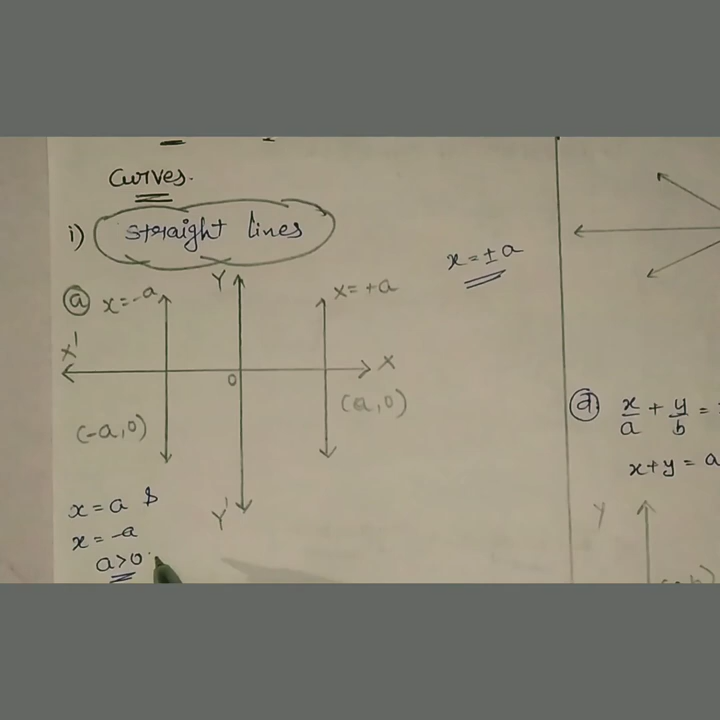 Curves.
i) straight lines
x = ± a
ⓐ x = -a
Y
x = +a
X'
X
0
(-a,0)
(a,0)
x = a &
x = -a
a>0.
Y'
ⓓ x/a + y/b =
x+y = a
Y